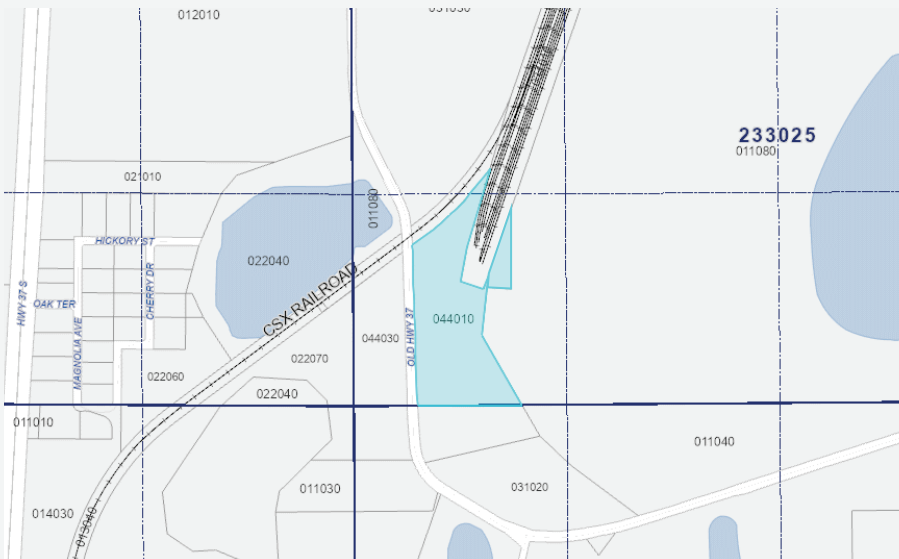 012010
031030
233025
011080
021010
011080
HICKORY ST
022040
CSX RAILROAD
HWY 37 S
OAK TER
CHERRY DR
MAGNOLIA AVE
OLD HWY 37
044010
044030
022070
022060
022040
011010
011040
011030
031020
014030
013040